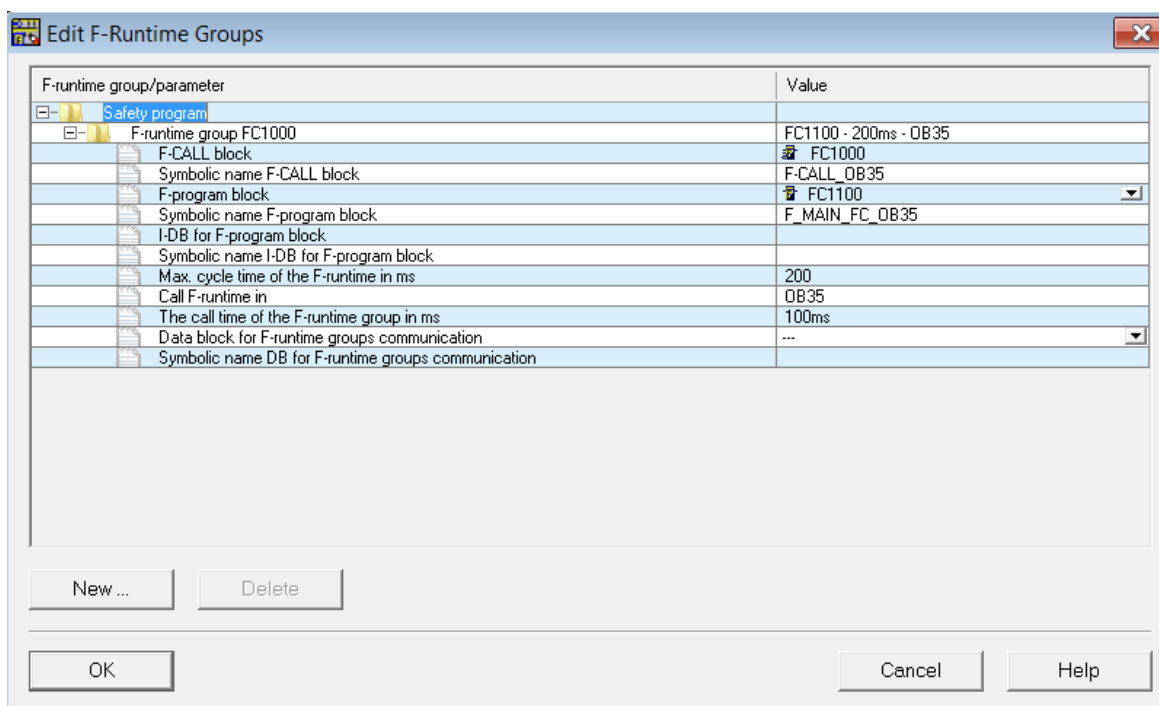 Edit F-Runtime Groups
F-runtime group/parameter Value
Safety program
F-runtime group FC1000 FC1100 - 200ms - OB35
F-CALL block FC1000
Symbolic name F-CALL block F-CALL_OB35
F-program block FC1100
Symbolic name F-program block F_MAIN_FC_OB35
I-DB for F-program block
Symbolic name I-DB for F-program block
Max. cycle time of the F-runtime in ms 200
Call F-runtime in OB35
The call time of the F-runtime group in ms 100ms
Data block for F-runtime groups communication ---
Symbolic name DB for F-runtime groups communication
New ... Delete
OK Cancel Help